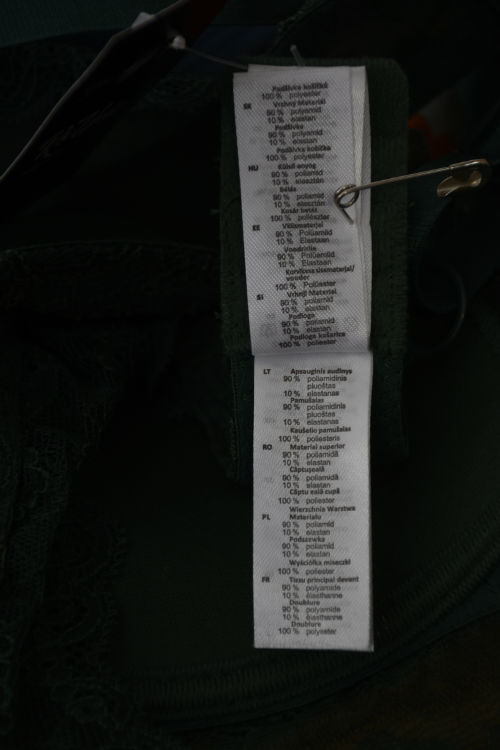 Podšívka košíčka
100 % polyester
SK Vrchný Materiál
90 % polyamid
10 % elastan
Podšívka
90 % polyamid
10 % elastan
Podšívka košíčka
100 % polyester
HU Külső anyag
90 % poliamid
10 % elasztán
Bélés
90 % poliamid
10 % elasztán
Kosár bélés
100 % poliészter
EE Välismaterjal
90 % Polüamiid
10 % Elastaan
Voodriile
90 % Polüamiid
10 % Elastaan
Korvikese sisematerjal/
vooder
100 % Polüester
SI Vrhnji Material
90 % poliamid
10 % elastan
Podloga
90 % poliamid
10 % elastan
Podloga košarice
100 % poliester
LT Apsauginis audinys
90 % poliamidinis
pluoštas
10 % elastanas
Pamušalas
90 % poliamidinis
pluoštas
10 % elastanas
Kaušelio pamušalas
100 % poliesteris
RO Material superior
90 % poliamidă
10 % elastan
Căptușeală
90 % poliamidă
10 % elastan
Căptu șeală cupă
100 % poliester
Wierzchnia Warstwa
PL Materiału
90 % poliamid
10 % elastan
Podszewka
90 % poliamid
10 % elastan
Wyściółka miseczki
100 % poliester
FR Tissu principal devant
90 % polyamide
10 % élasthanne
Doublure
90 % polyamide
10 % élasthanne
Doublure
100 % polyester